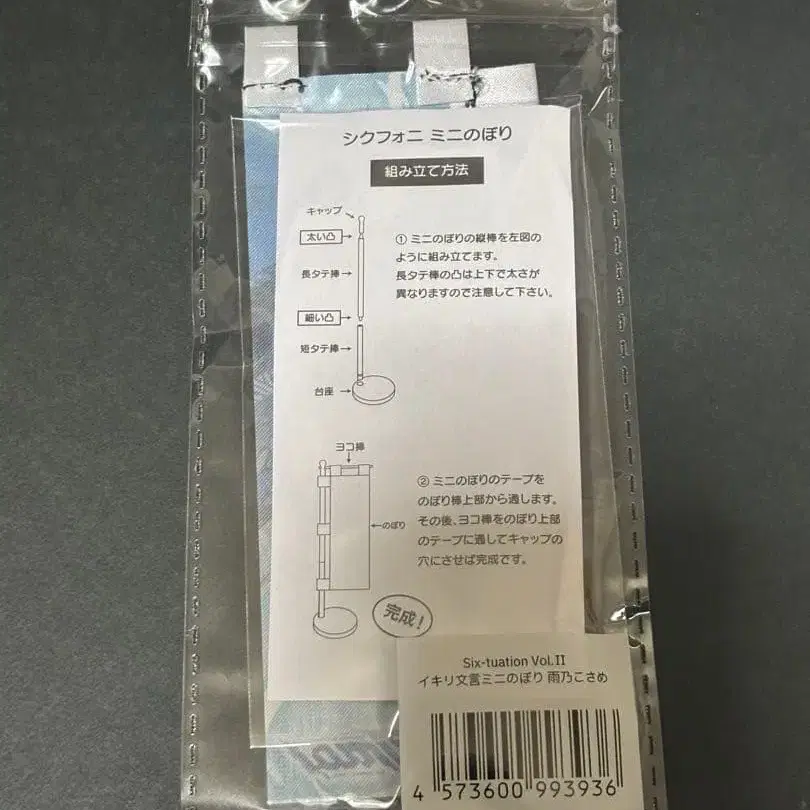 シクフォニ ミニのぼり
組み立て方法
キャップ
太い凸
長タテ棒
細い凸
短タテ棒
台座
① ミニのぼりの縦棒を左図の
ように組み立てます。
長タテ棒の凸は上下で太さが
異なりますので注意して下さい。
ヨコ棒
のぼり
② ミニのぼりのテープを
のぼり棒上部から通します。
その後、ヨコ棒をのぼり上部
のテープに通してキャップの
穴にさせば完成です。
完成!
Six-tuation Vol.II
イキリ文言ミニのぼり 雨乃こさめ
4 573600 993936